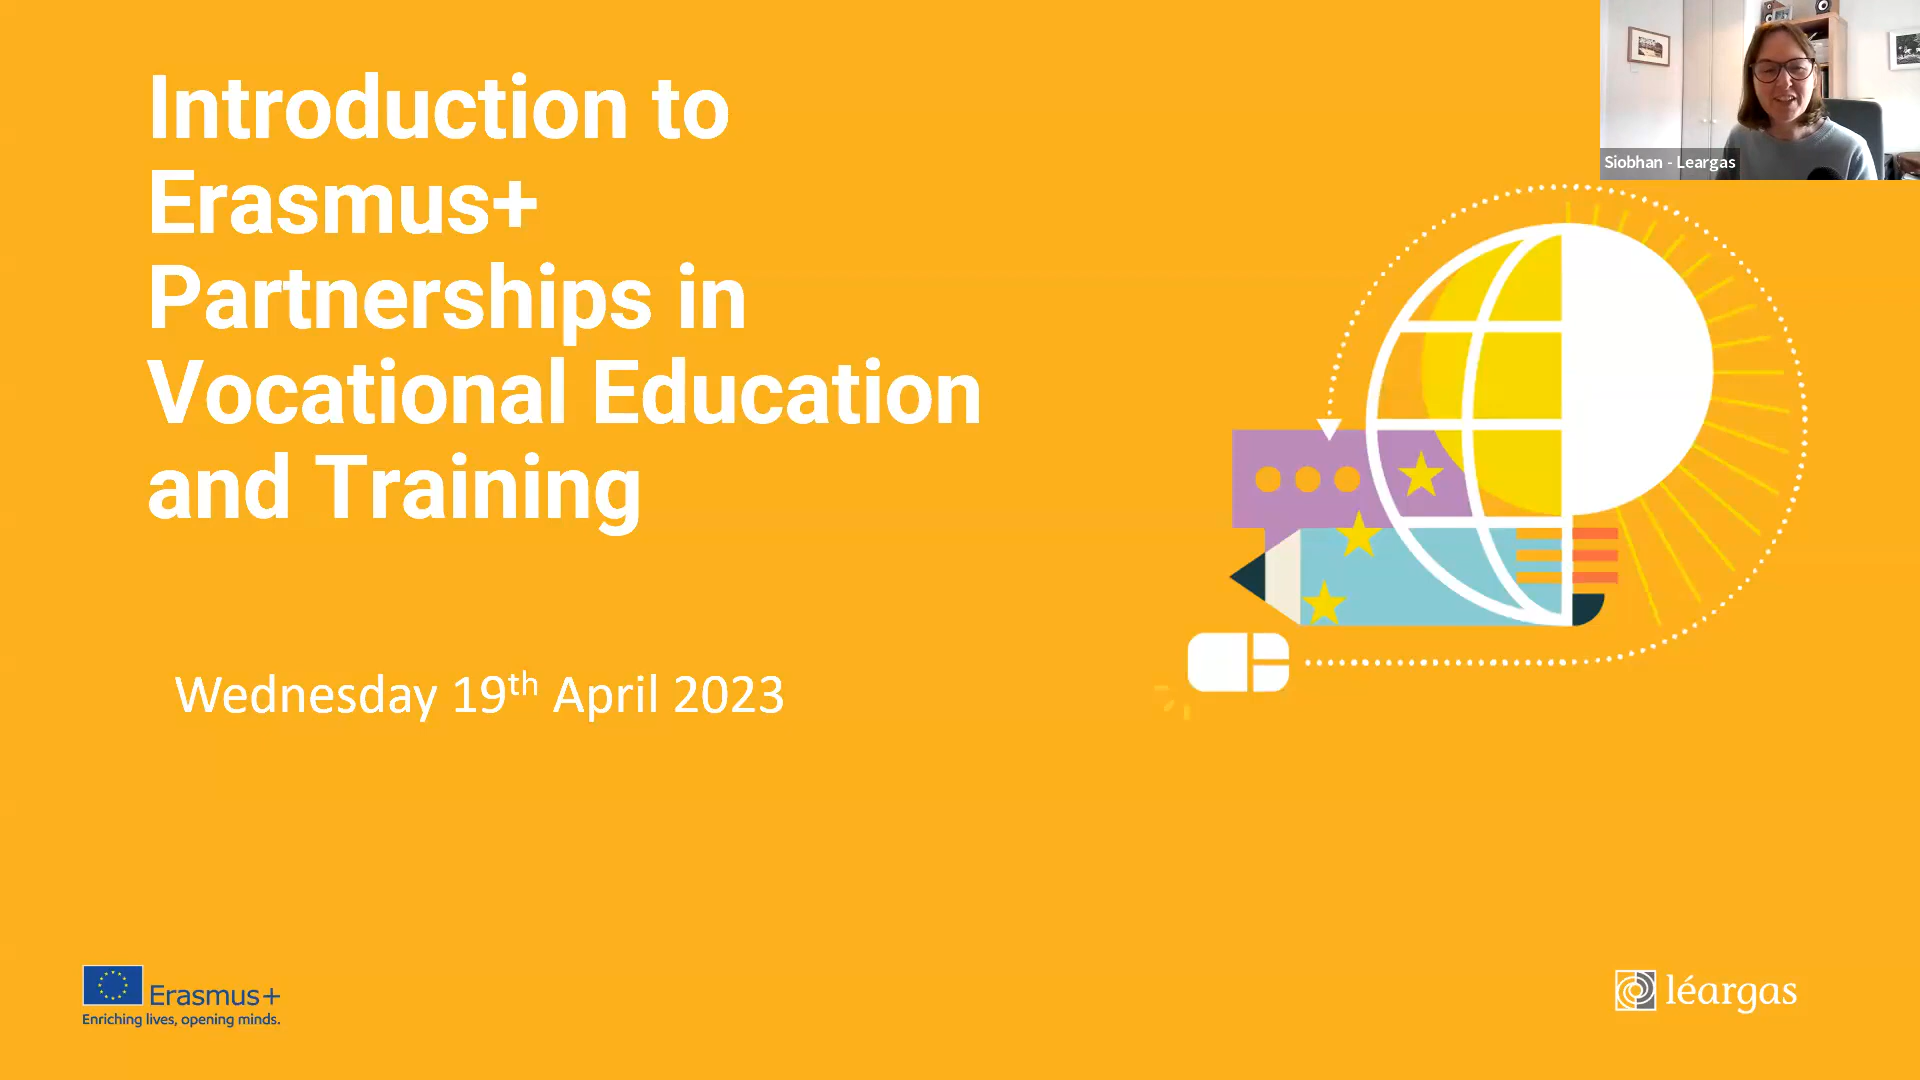 Introduction to
Erasmus+
Partnerships in
Vocational Education
and Training
Wednesday 19th April 2023
Siobhan - Leargas
Erasmus+
Enriching lives, opening minds.
léargas